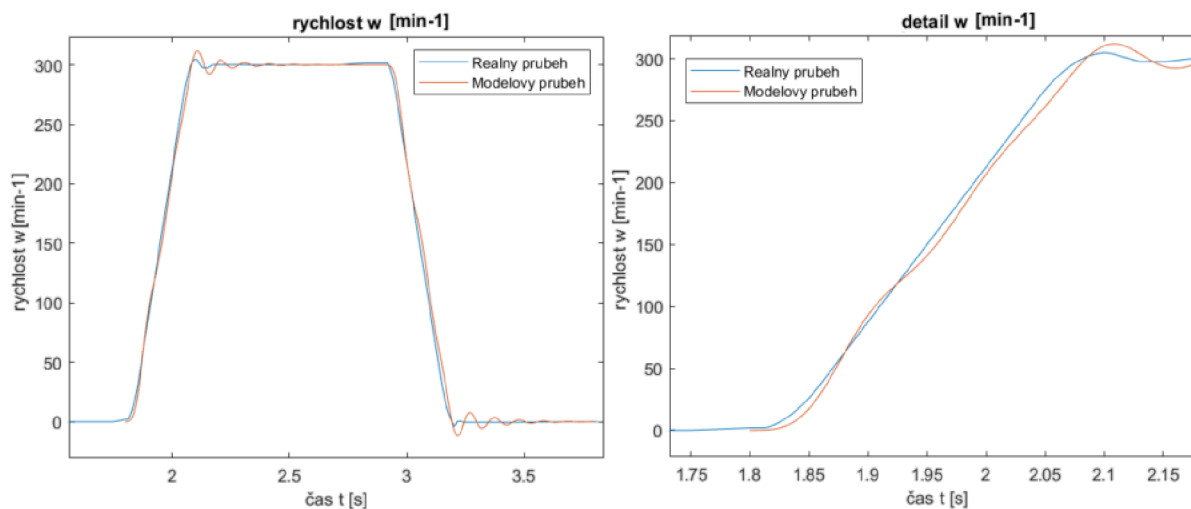 rychlost w [min-1]
300
250
200
150
100
50
0
rychlost w [min-1]
2
2.5
3
3.5
čas t [s]
Realny prubeh
Modelovy prubeh
detail w [min-1]
300
250
200
150
100
50
0
rychlost w [min-1]
1.75
1.8
1.85
1.9
1.95
2
2.05
2.1
2.15
čas t [s]
Realny prubeh
Modelovy prubeh